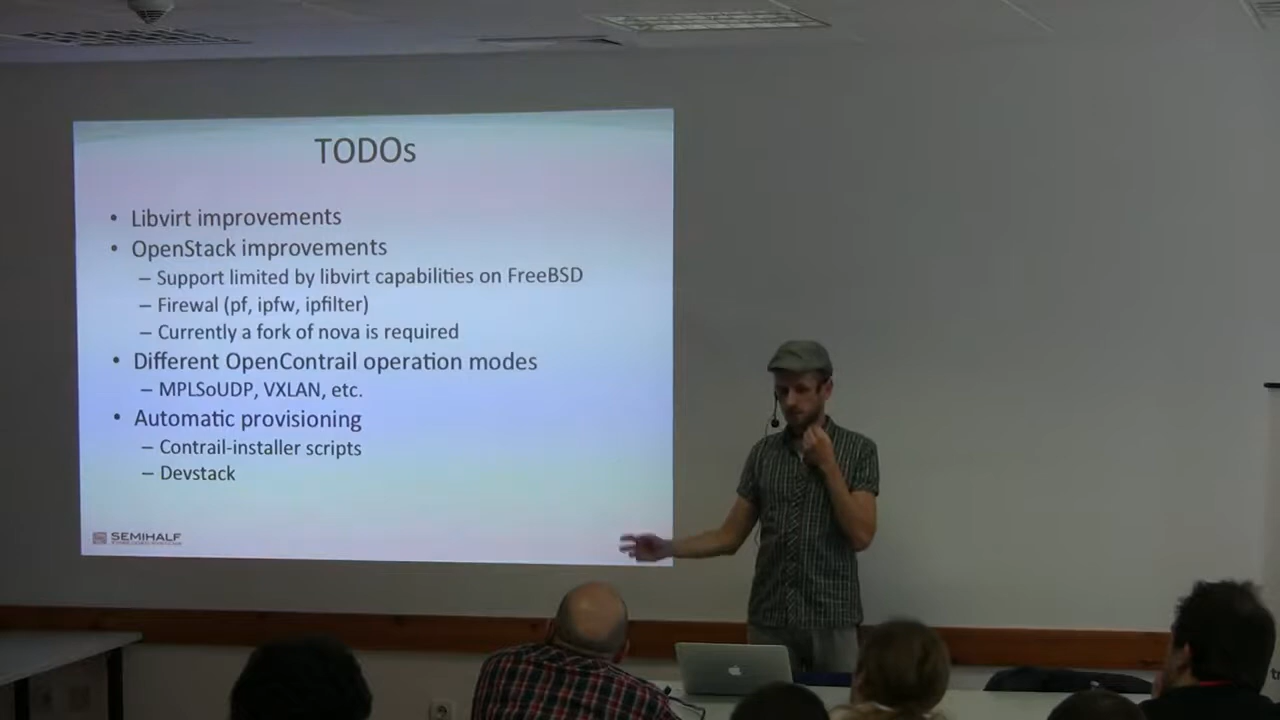 TODOs
• Libvirt improvements
• OpenStack improvements
– Support limited by libvirt capabilities on FreeBSD
– Firewal (pf, ipfw, ipfilter)
– Currently a fork of nova is required
• Different OpenContrail operation modes
– MPLSoUDP, VXLAN, etc.
• Automatic provisioning
– Contrail-installer scripts
– Devstack
SEMIHALF